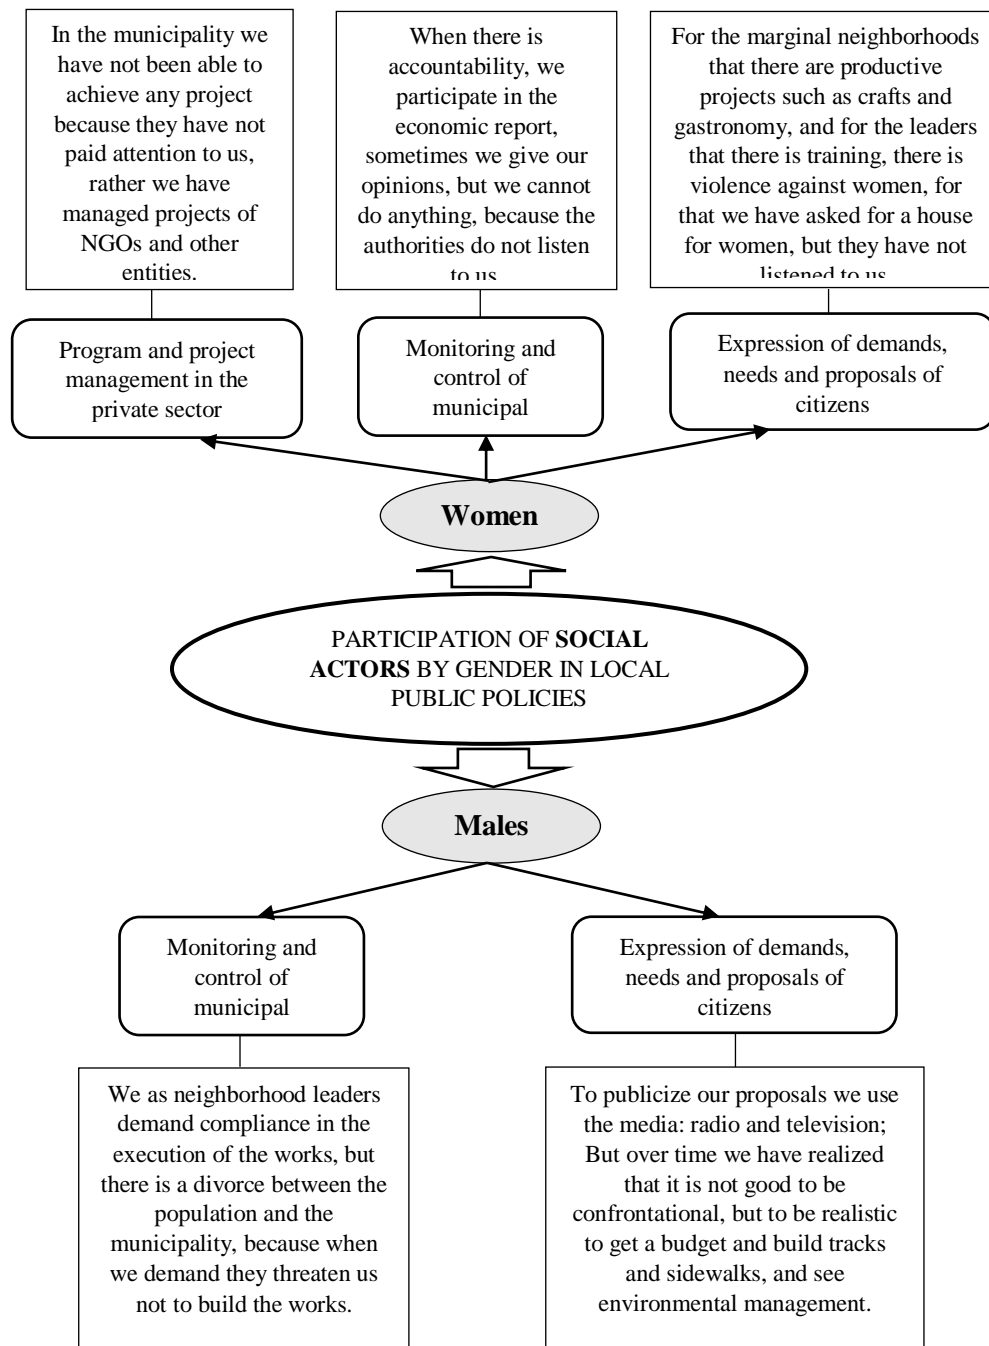 In the municipality we
have not been able to
achieve any project
because they have not
paid attention to us,
rather we have
managed projects of
NGOs and other
entities.
When there is
accountability, we
participate in the
economic report,
sometimes we give our
opinions, but we cannot
do anything, because the
authorities do not listen
to us
For the marginal neighborhoods
that there are productive
projects such as crafts and
gastronomy, and for the leaders
that there is training, there is
violence against women, for
that we have asked for a house
for women, but they have not
listened to us
Program and project
management in the
private sector
Monitoring and
control of
municipal
Expression of demands,
needs and proposals of
citizens
Women
PARTICIPATION OF SOCIAL
ACTORS BY GENDER IN LOCAL
PUBLIC POLICIES
Males
Monitoring and
control of
municipal
Expression of demands,
needs and proposals of
citizens
We as neighborhood leaders
demand compliance in the
execution of the works, but
there is a divorce between the
population and the
municipality, because when
we demand they threaten us
not to build the works.
To publicize our proposals we use
the media: radio and television;
But over time we have realized
that it is not good to be
confrontational, but to be realistic
to get a budget and build tracks
and sidewalks, and see
environmental management.